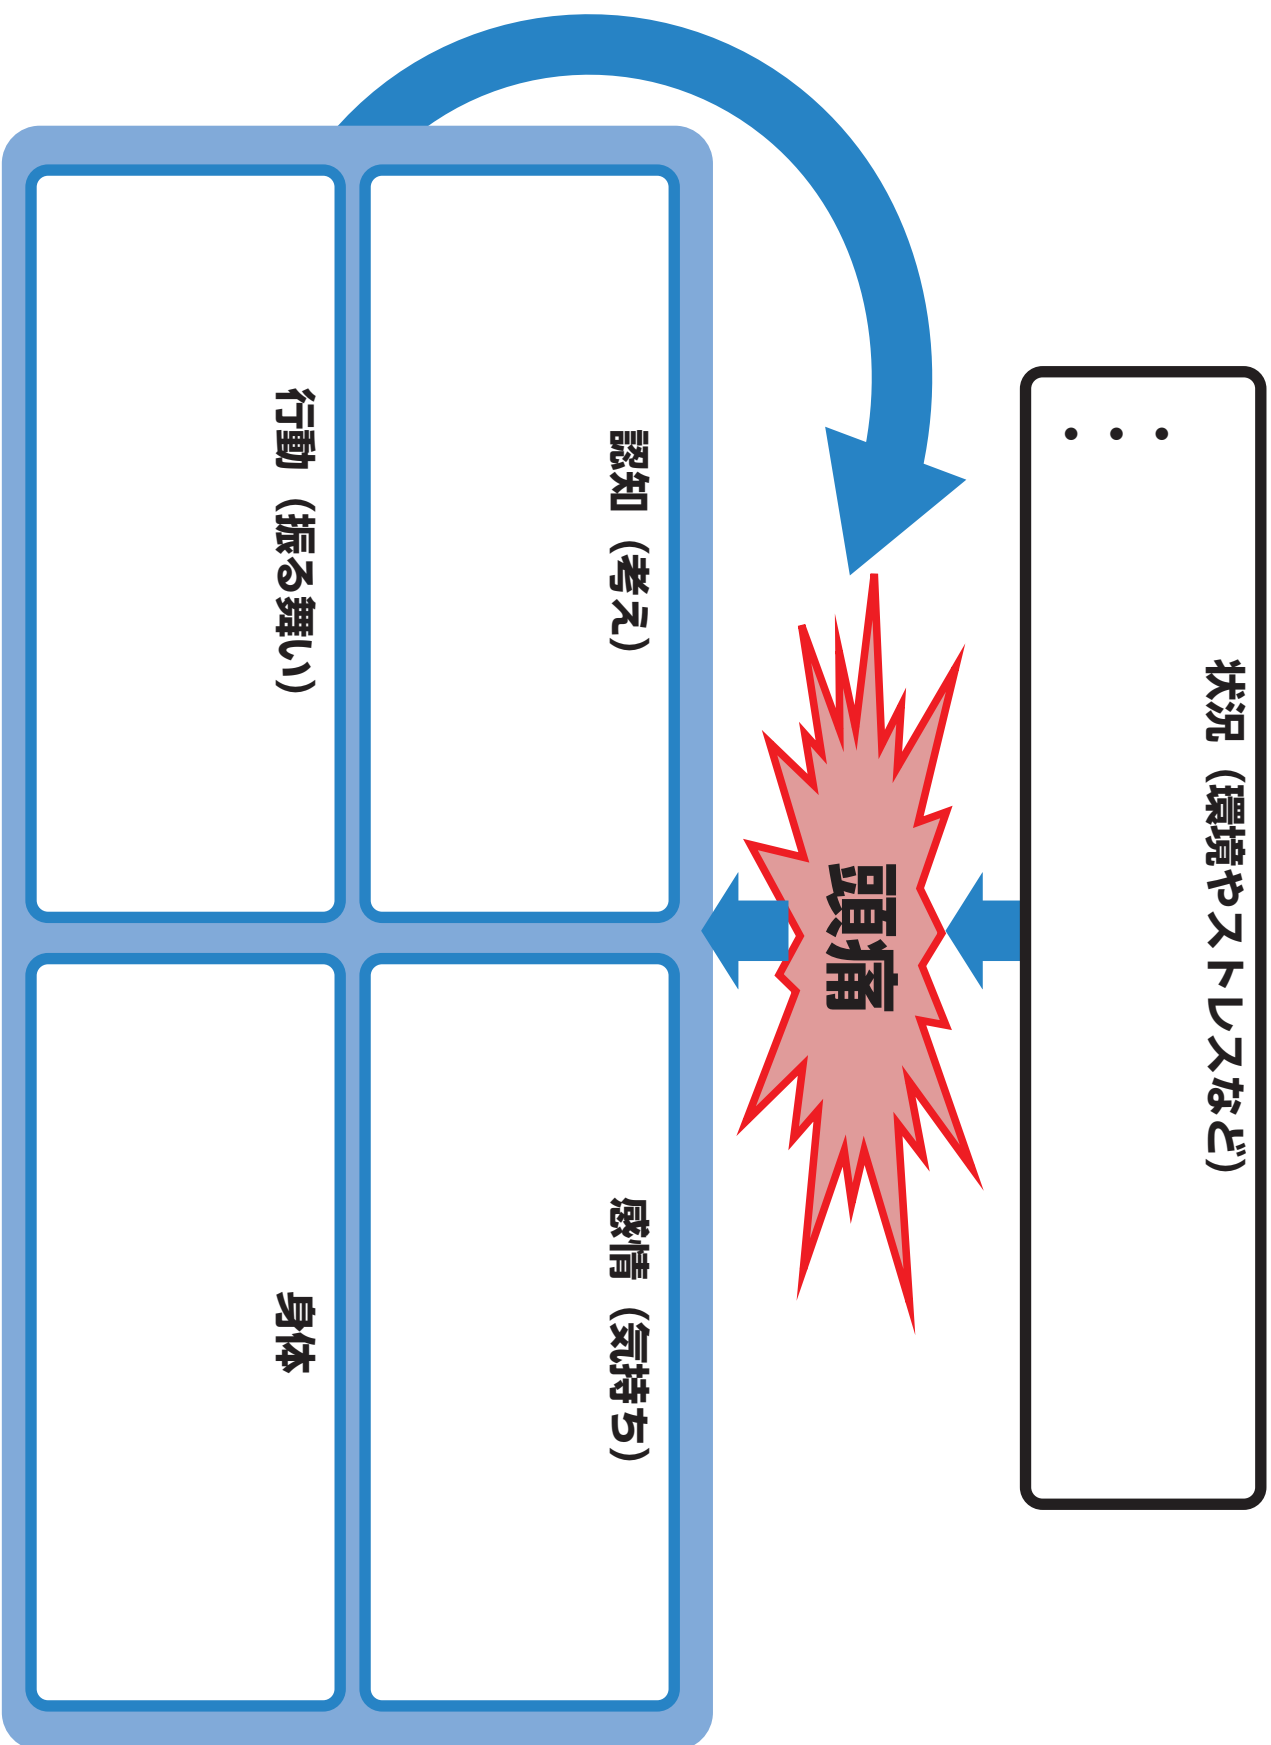 状況（環境やストレスなど）
・
・
・
頭痛
認知（考え）
感情（気持ち）
行動（振る舞い）
身体